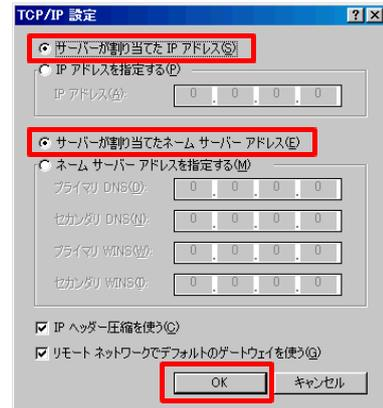 TCP/IP 設定
サーバーが割り当てた IP アドレス(S)
IP アドレスを指定する(P)
IP アドレス(A):
0 . 0 . 0 . 0
サーバーが割り当てたネーム サーバー アドレス(E)
ネーム サーバー アドレスを指定する(M)
プライマリ DNS(D):
0 . 0 . 0 . 0
セカンダリ DNS(N):
0 . 0 . 0 . 0
プライマリ WINS(W):
0 . 0 . 0 . 0
セカンダリ WINS(I):
0 . 0 . 0 . 0
IP ヘッダー圧縮を使う(C)
リモート ネットワークでデフォルトのゲートウェイを使う(G)
OK
キャンセル